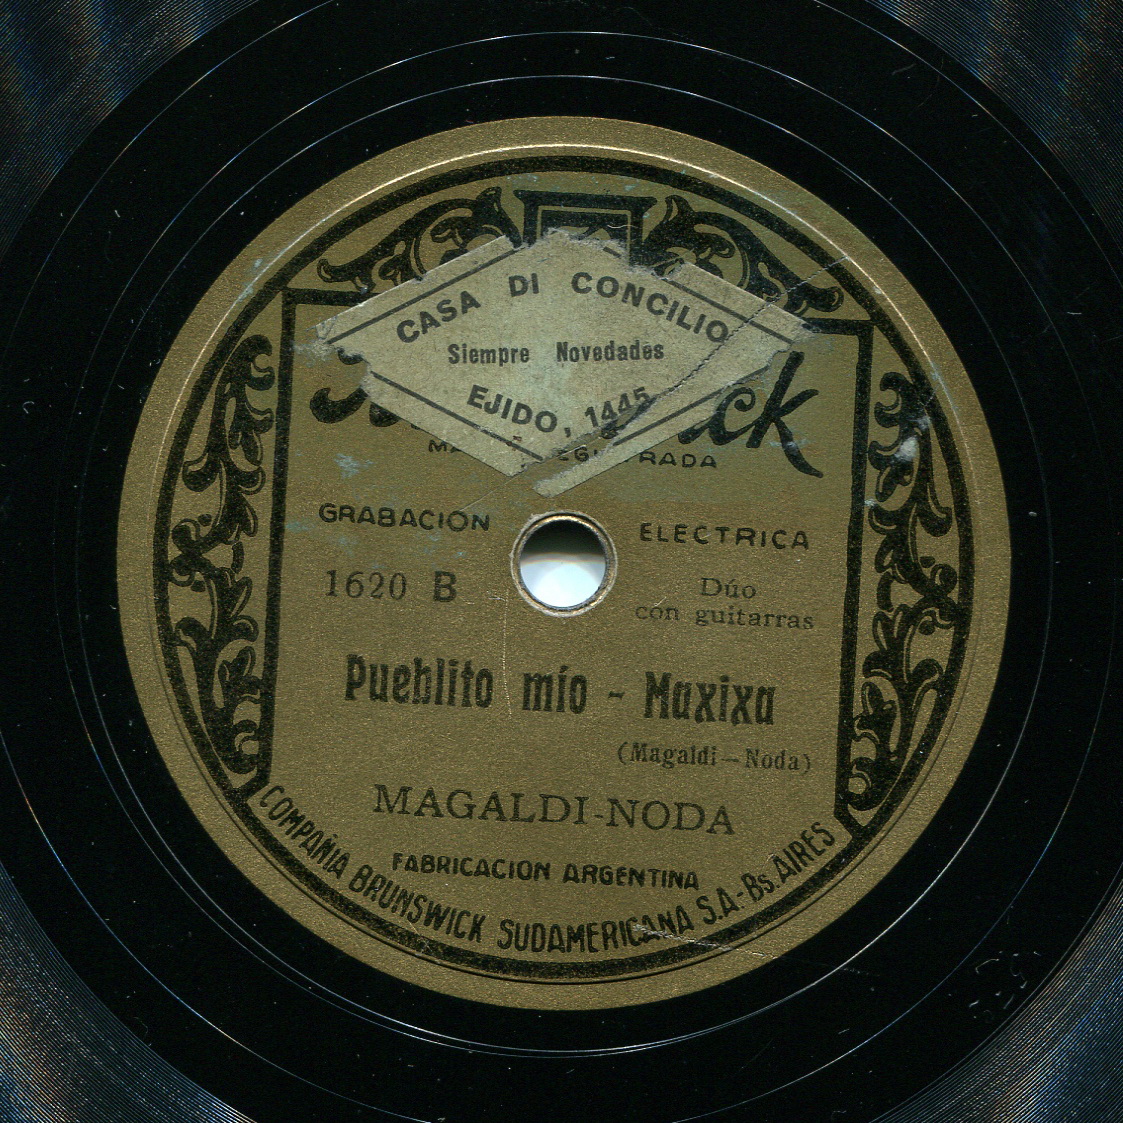 CASA DI CONCILIO
Siempre Novedades
EJIDO, 1445
ck
GRABACION ELECTRICA
1620 B
Dúo
con guitarras
Pueblito mío - Maxixa
(Magaldi - Noda)
MAGALDI-NODA
FABRICACION ARGENTINA
COMPAÑIA BRUNSWICK SUDAMERICANA S.A-Bs. AIRES